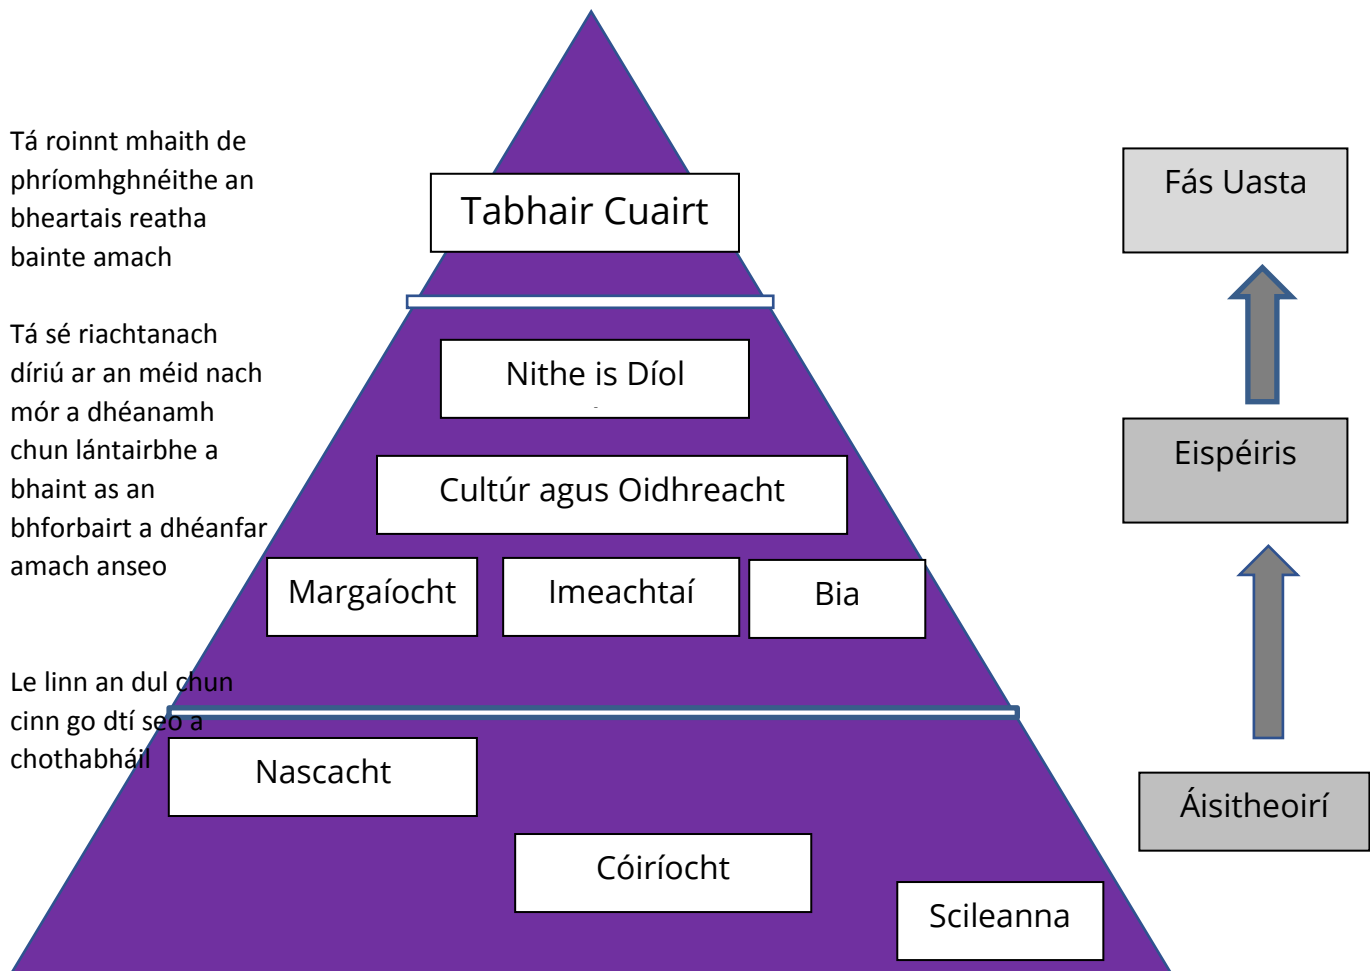 Tá roinnt mhaith de
phríomhghnéithe an
bheartais reatha
bainte amach
Tá sé riachtanach
díriú ar an méid nach
mór a dhéanamh
chun lántairbhe a
bhaint as an
bhforbairt a dhéanfar
amach anseo
Le linn an dul chun
cinn go dtí seo a
chothabháil
Tabhair Cuairt
Nithe is Díol
Cultúr agus Oidhreacht
Margaíocht
Imeachtaí
Bia
Nascacht
Cóiríocht
Scileanna
Fás Uasta
Eispéiris
Áisitheoirí